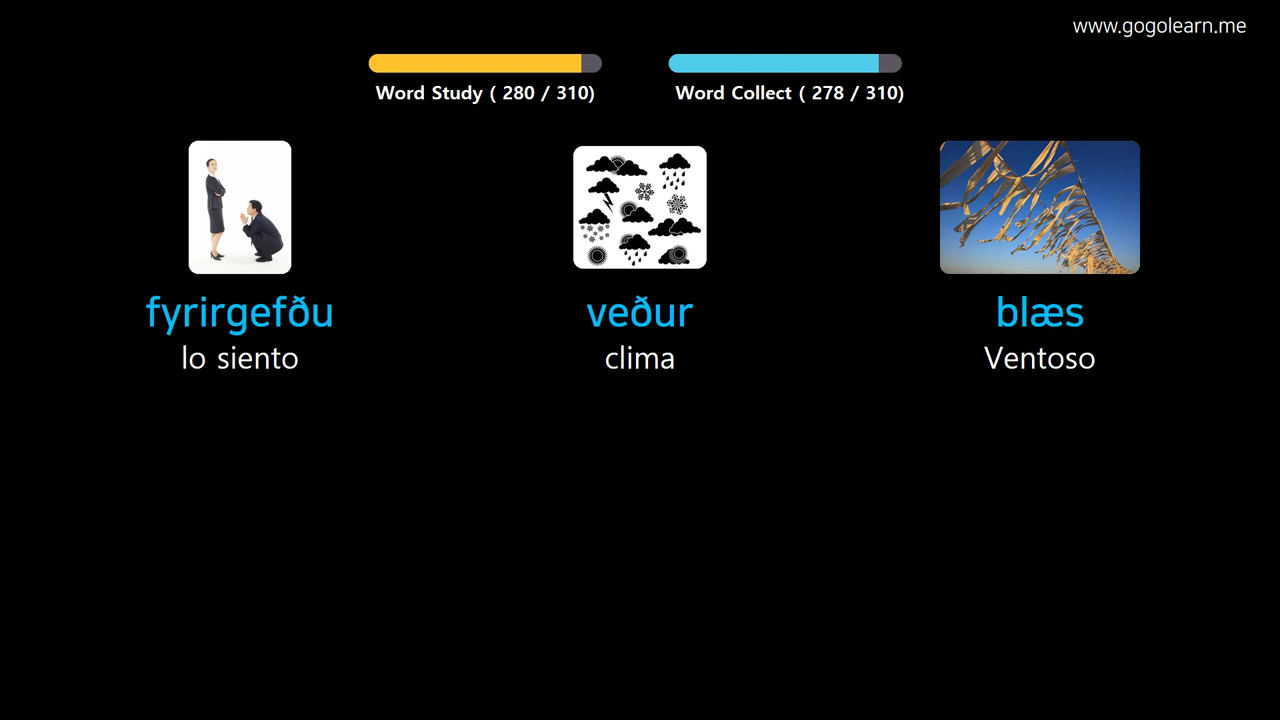 www.gogolearn.me
Word Study ( 280 / 310)
Word Collect ( 278 / 310)
fyrirgefðu
lo siento
veður
clima
blæs
Ventoso